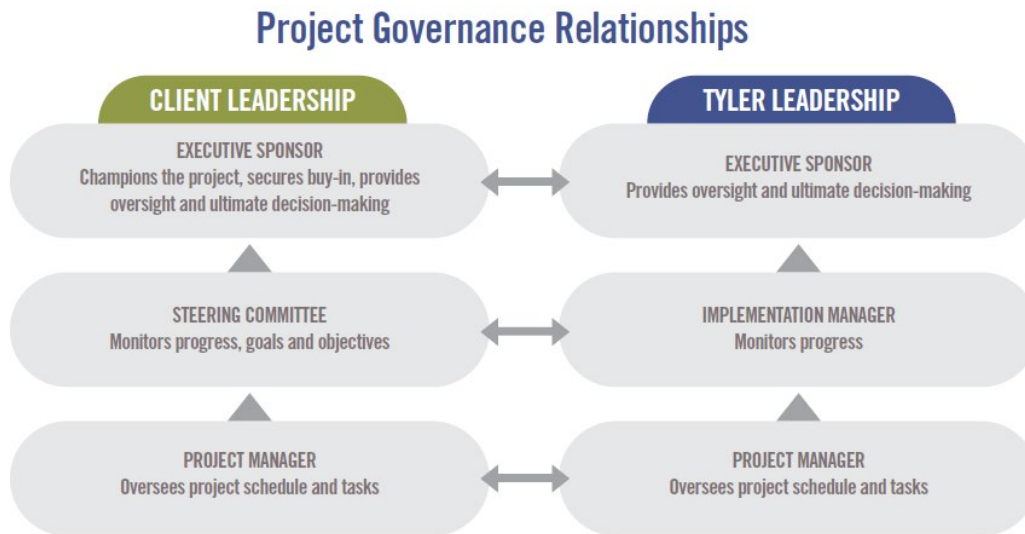 Project Governance Relationships
CLIENT LEADERSHIP
EXECUTIVE SPONSOR
Champions the project, secures buy-in, provides
oversight and ultimate decision-making
STEERING COMMITTEE
Monitors progress, goals and objectives
PROJECT MANAGER
Oversees project schedule and tasks
TYLER LEADERSHIP
EXECUTIVE SPONSOR
Provides oversight and ultimate decision-making
IMPLEMENTATION MANAGER
Monitors progress
PROJECT MANAGER
Oversees project schedule and tasks